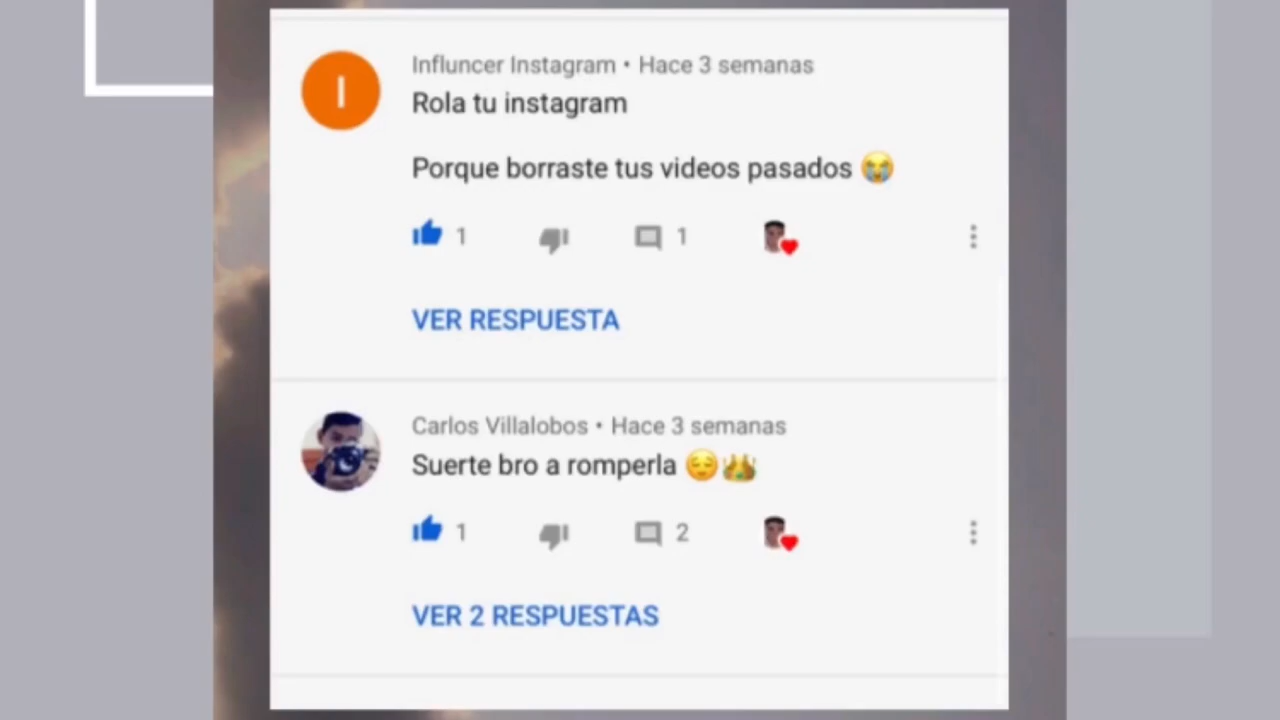 I
Influncer Instagram • Hace 3 semanas
Rola tu instagram
Porque borraste tus videos pasados 😭
1 1
VER RESPUESTA
Carlos Villalobos • Hace 3 semanas
Suerte bro a romperla 😌👑
1 2
VER 2 RESPUESTAS